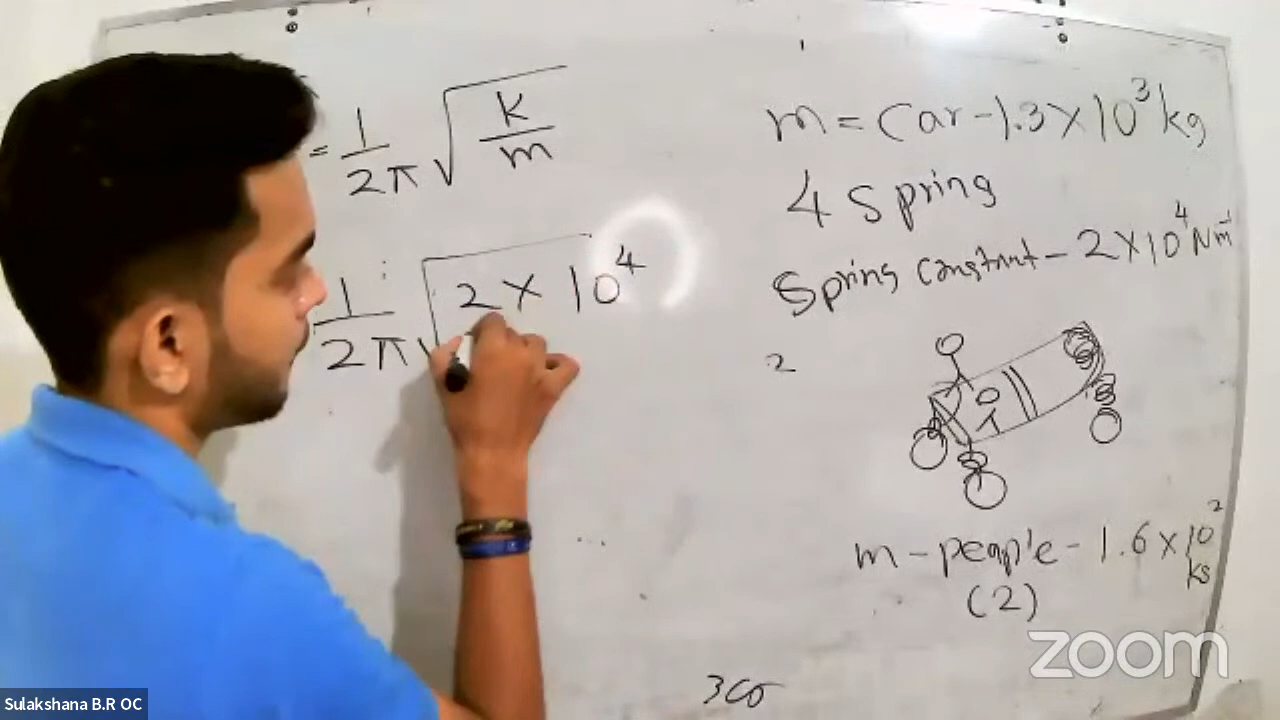 = 1/2π √(k/m)
1/2π √(2 × 10⁴
m = Car - 1.3 × 10³ kg
4 Spring
Spring Constant - 2 × 10⁴ Nm⁻¹
2
m - people - 1.6 × 10²
kg
(2)
zoom
Sulakshana B.R OC